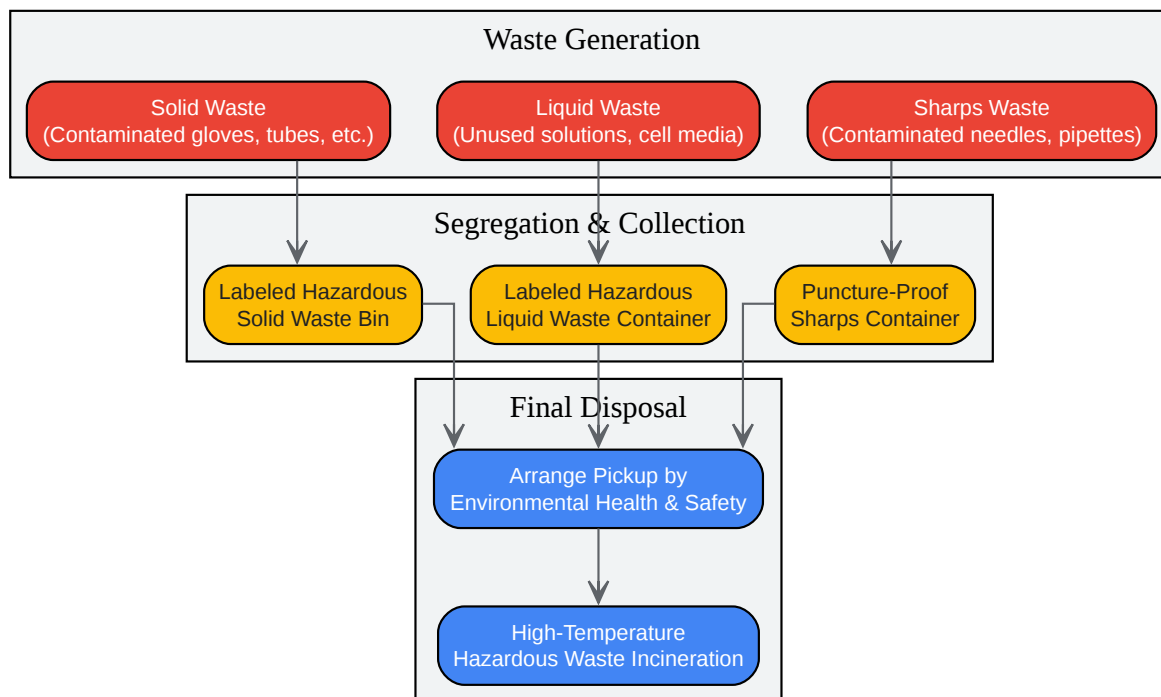 Waste Generation
Solid Waste
(Contaminated gloves, tubes, etc.)
Liquid Waste
(Unused solutions, cell media)
Sharps Waste
(Contaminated needles, pipettes)
Segregation & Collection
Labeled Hazardous
Solid Waste Bin
Labeled Hazardous
Liquid Waste Container
Puncture-Proof
Sharps Container
Final Disposal
Arrange Pickup by
Environmental Health & Safety
High-Temperature
Hazardous Waste Incineration